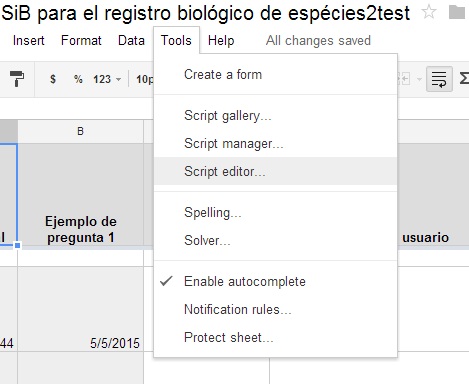 SiB para el registro biológico de espécies2test
Insert Format Data Tools Help All changes saved
$ % 123 10p
Create a form
Script gallery...
Script manager...
Script editor...
Spelling...
Solver...
Enable autocomplete
Notification rules...
Protect sheet...
B
Ejemplo de
pregunta 1
usuario
44 5/5/2015